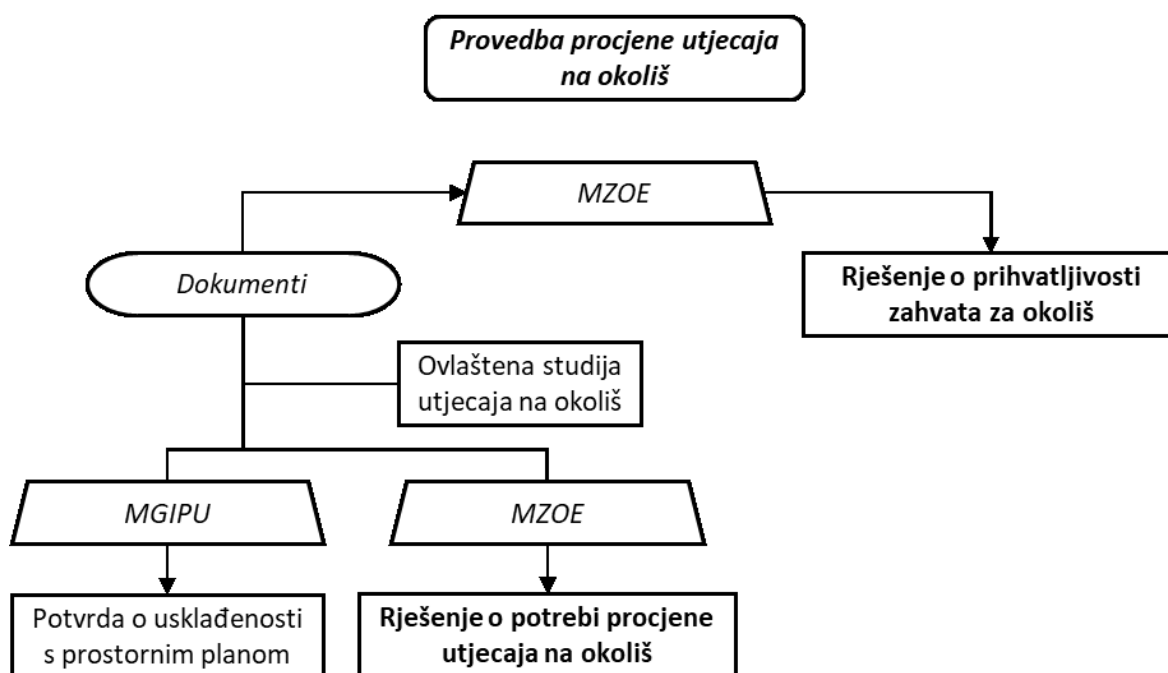 Provedba procjene utjecaja
na okoliš
MZOE
Dokumenti
Rješenje o prihvatljivosti
zahvata za okoliš
Ovlaštena studija
utjecaja na okoliš
MGIPU
MZOE
Potvrda o usklađenosti
s prostornim planom
Rješenje o potrebi procjene
utjecaja na okoliš